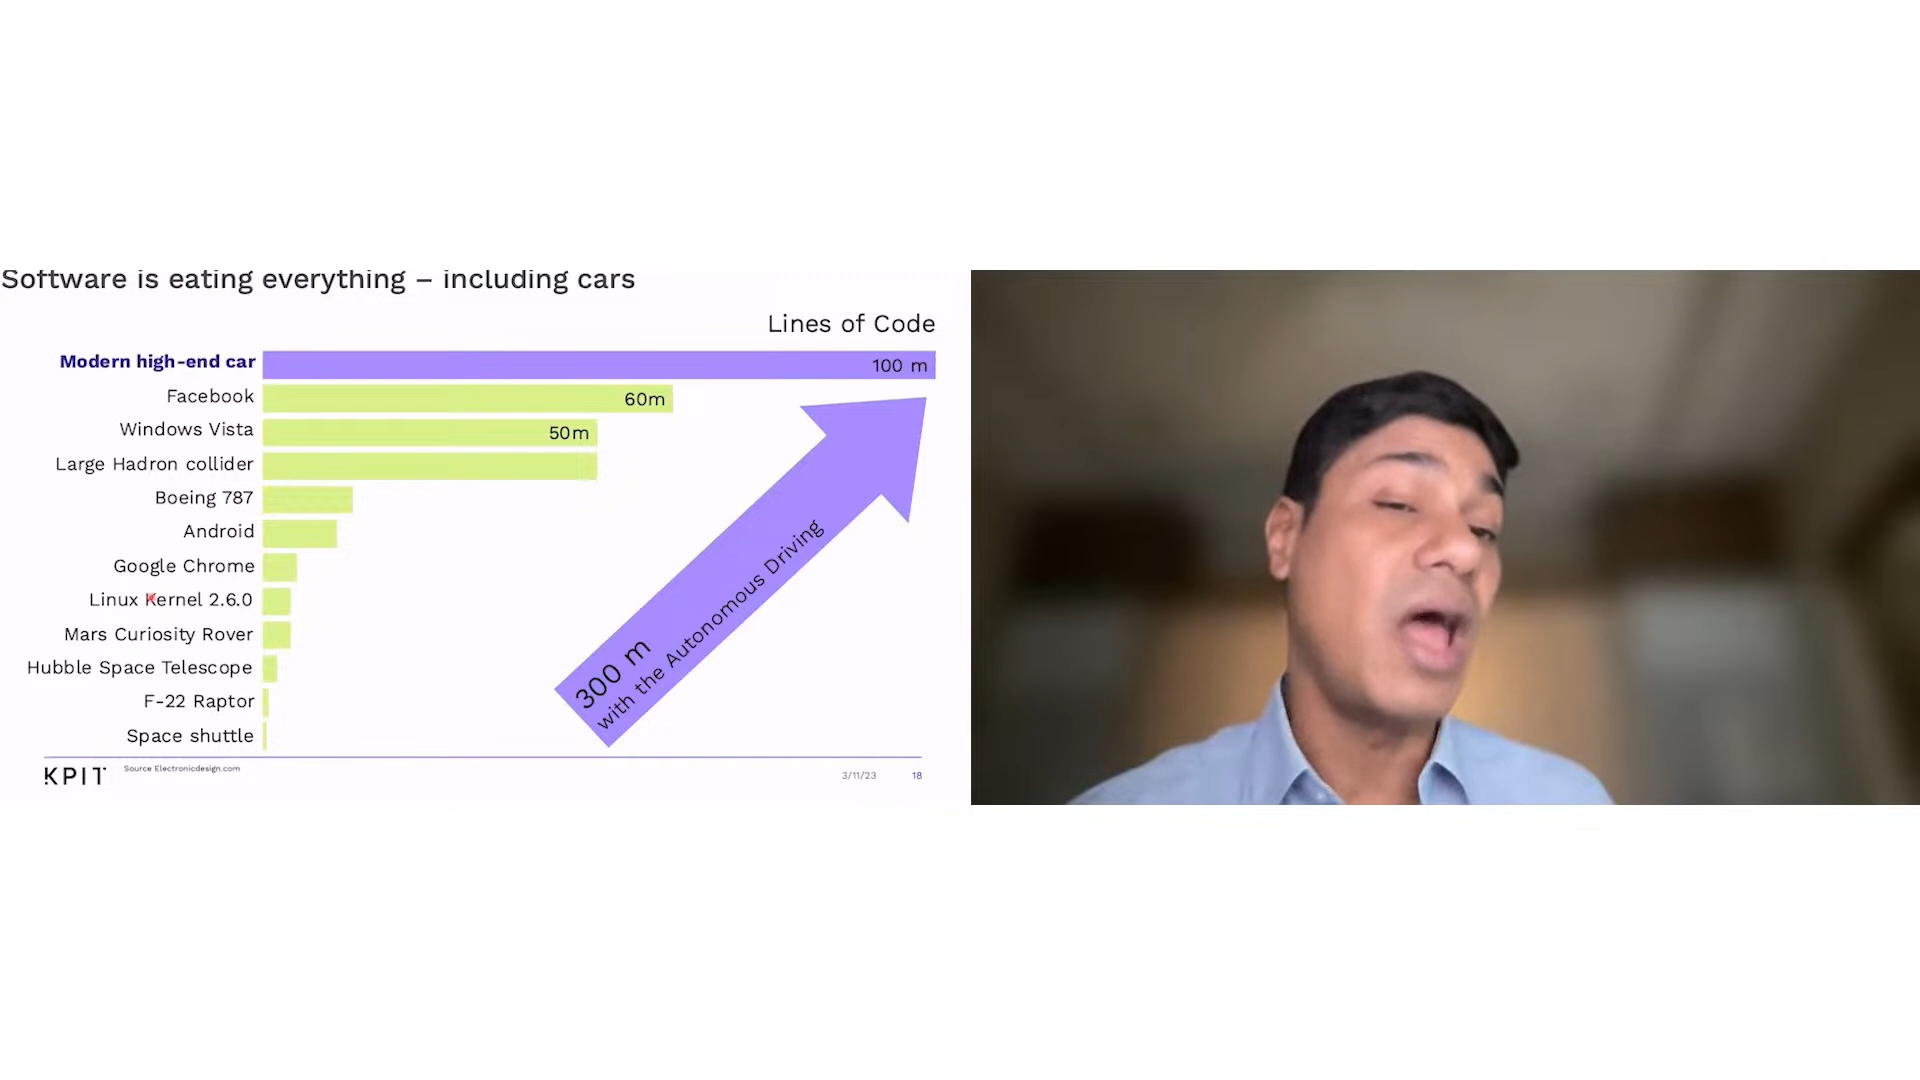 Software is eating everything – including cars
Lines of Code
Modern high-end car
100 m
Facebook
60m
Windows Vista
50m
Large Hadron collider
Boeing 787
Android
Google Chrome
Linux Kernel 2.6.0
Mars Curiosity Rover
Hubble Space Telescope
F-22 Raptor
Space shuttle
300 m
with the Autonomous Driving
KPIT
Source Electronicdesign.com
3/11/23
18